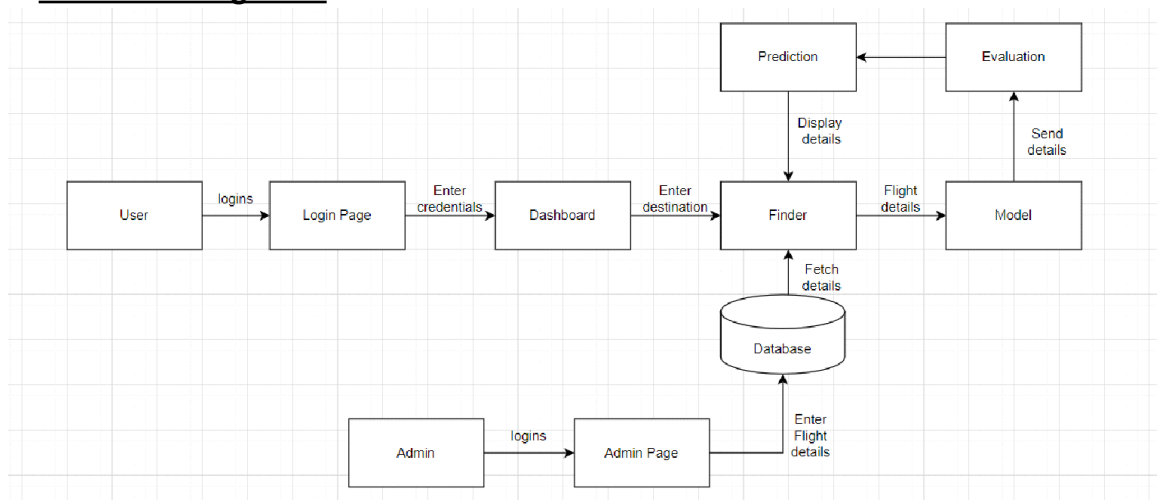 Prediction
Evaluation
Display
details
Send
details
User
logins
Login Page
Enter
credentials
Dashboard
Enter
destination
Finder
Flight
details
Model
Fetch
details
Database
Admin
logins
Admin Page
Enter
Flight
details